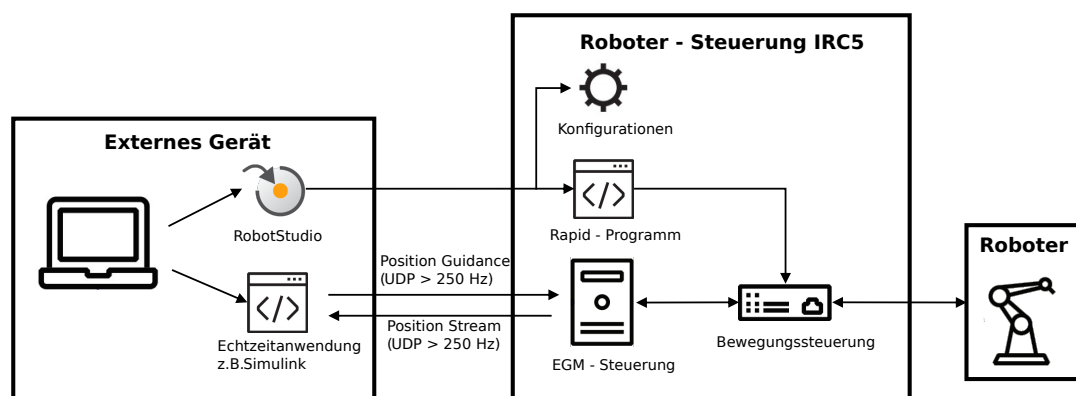 Roboter - Steuerung IRC5
Konfigurationen
Externes Gerät
RobotStudio
Rapid - Programm
Position Guidance
(UDP > 250 Hz)
Position Stream
(UDP > 250 Hz)
Echtzeitanwendung
z.B.Simulink
EGM - Steuerung
Bewegungssteuerung
Roboter